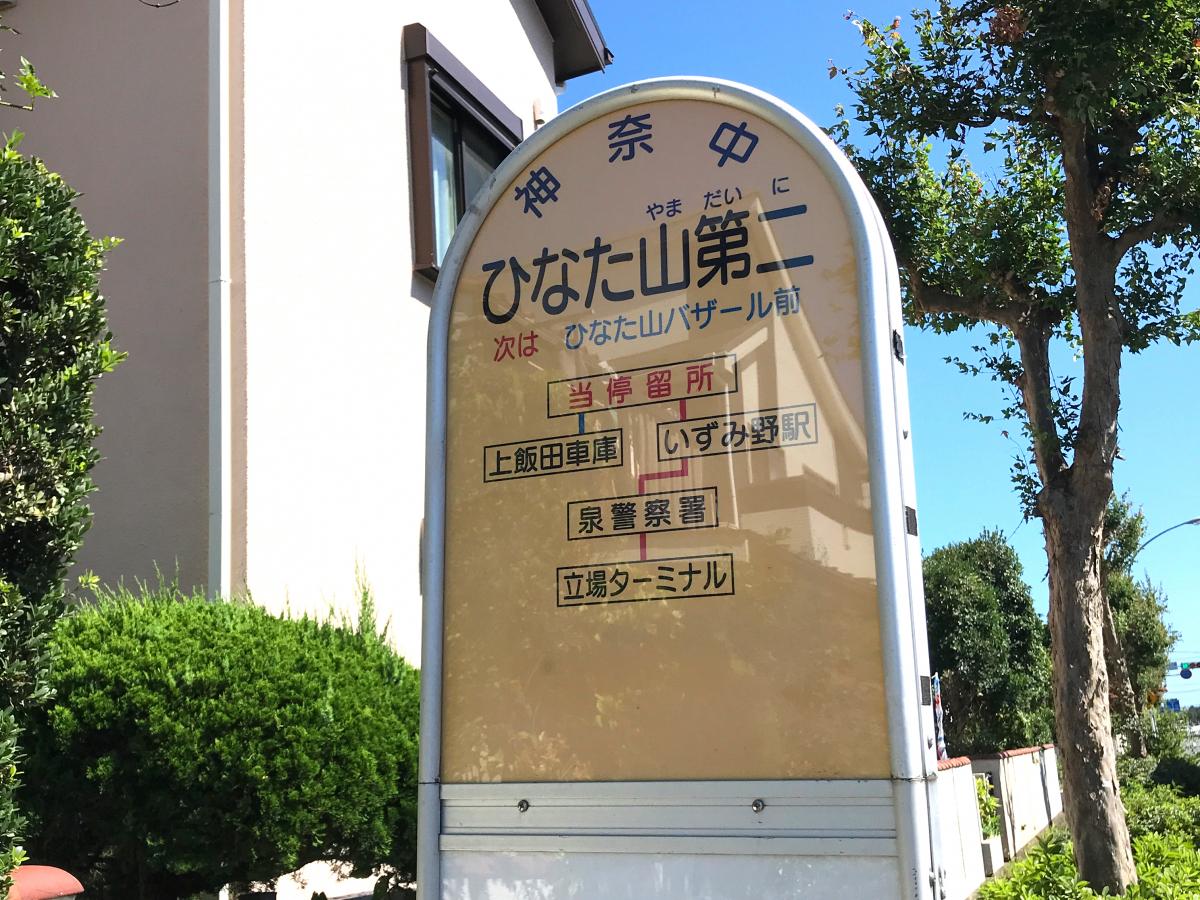 神奈中
やま だい に
ひなた山第二
次は ひなた山バザール前
当停留所
上飯田車庫 いずみ野駅
泉警察署
立場ターミナル